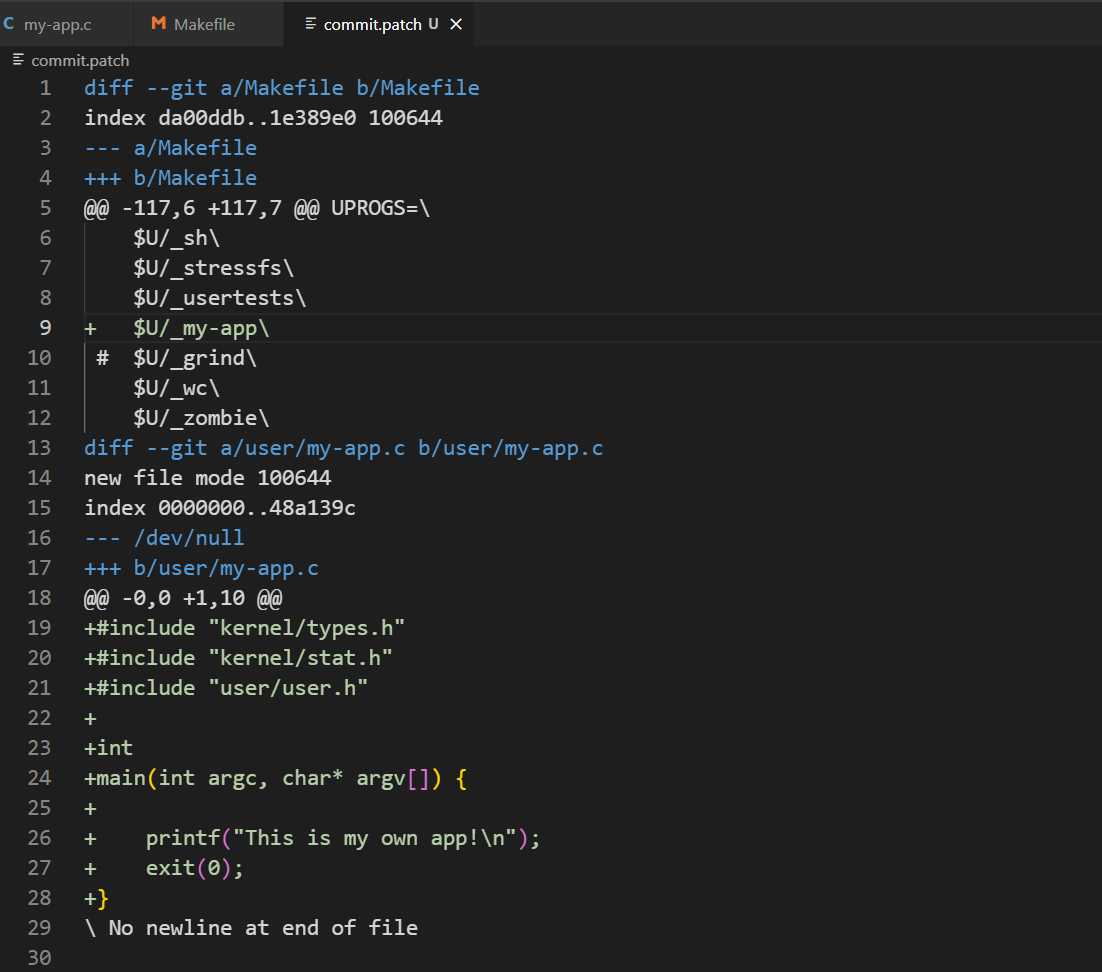 C my-app.c M Makefile commit.patch U
commit.patch
1 diff --git a/Makefile b/Makefile
2 index da00ddb..1e389e0 100644
3 --- a/Makefile
4 +++ b/Makefile
5 @@ -117,6 +117,7 @@ UPROGS=\
6     $U/_sh\
7     $U/_stressfs\
8     $U/_usertests\
9 +   $U/_my-app\
10  #  $U/_grind\
11     $U/_wc\
12     $U/_zombie\
13 diff --git a/user/my-app.c b/user/my-app.c
14 new file mode 100644
15 index 0000000..48a139c
16 --- /dev/null
17 +++ b/user/my-app.c
18 @@ -0,0 +1,10 @@
19 +#include "kernel/types.h"
20 +#include "kernel/stat.h"
21 +#include "user/user.h"
22 +
23 +int
24 +main(int argc, char* argv[]) {
25 +
26 +    printf("This is my own app!\n");
27 +    exit(0);
28 +}
29 \ No newline at end of file
30